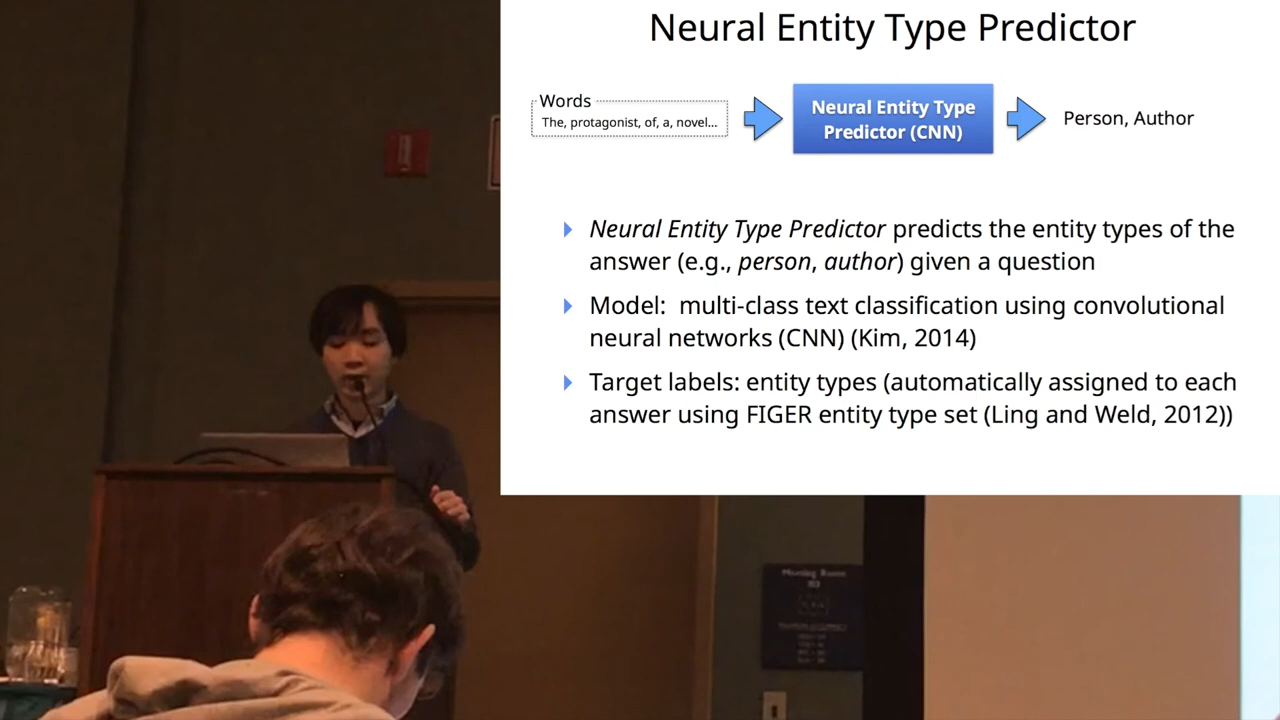 Neural Entity Type Predictor
Words
The, protagonist, of, a, novel...
Neural Entity Type
Predictor (CNN)
Person, Author
Neural Entity Type Predictor predicts the entity types of the
answer (e.g., person, author) given a question
Model: multi-class text classification using convolutional
neural networks (CNN) (Kim, 2014)
Target labels: entity types (automatically assigned to each
answer using FIGER entity type set (Ling and Weld, 2012))
Room